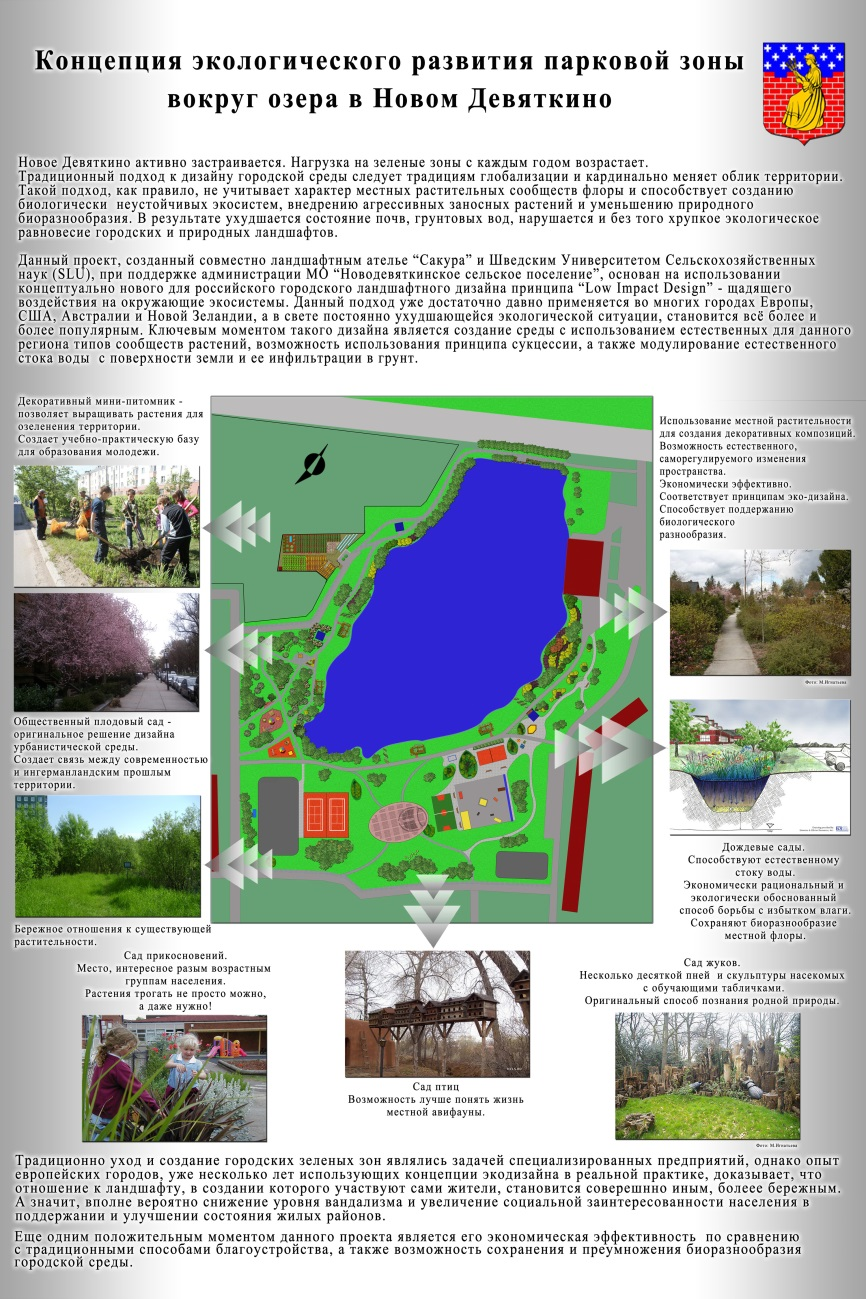 Концепция экологического развития парковой зоны
вокруг озера в Новом Девяткино
Новое Девяткино активно застраивается. Нагрузка на зеленые зоны с каждым годом возрастает.
Традиционный подход к дизайну городской среды следует традициям глобализации и кардинально меняет облик территории.
Такой подход, как правило, не учитывает характер местных растительных сообществ флоры и способствует созданию
биологически неустойчивых экосистем, внедрению агрессивных заносных растений и уменьшению природного
биоразнообразия. В результате ухудшается состояние почв, грунтовых вод, нарушается и без того хрупкое экологическое
равновесие городских и природных ландшафтов.
Данный проект, созданный совместно ландшафтным ателье “Сакура” и Шведским Университетом Сельскохозяйственных
наук (SLU), при поддержке администрации МО “Новодевяткинское сельское поселение”, основан на использовании
концептуально нового для российского городского ландшафтного дизайна принципа “Low Impact Design” - щадящего
воздействия на окружающие экосистемы. Данный подход уже достаточно давно применяется во многих городах Европы,
США, Австралии и Новой Зеландии, а в свете постоянно ухудшающейся экологической ситуации, становится всё более и
более популярным. Ключевым моментом такого дизайна является создание среды с использованием естественных для данного
региона типов сообществ растений, возможность использования принципа сукцессии, а также модулирование естественного
стока воды с поверхности земли и ее инфильтрации в грунт.
Декоративный мини-питомник -
позволяет выращивать растения для
озеленения территории.
Создает учебно-практическую базу
для образования молодежи.
Общественный плодовый сад -
оригинальное решение дизайна
урбанистической среды.
Создает связь между современностью
и ингерманландским прошлым
территории.
Бережное отношения к существующей
растительности.
Использование местной растительности
для создания декоративных композиций.
Возможность естественного,
саморегулируемого изменения
пространства.
Экономически эффективно.
Соответствует принципам эко-дизайна.
Способствует поддержанию
биологического
разнообразия.
Фото: М.Игнатьева
Дождевые сады.
Способствуют естественному
стоку воды.
Экономически рациональный и
экологически обоснованный
способ борьбы с избытком влаги.
Сохраняют биоразнообразие
местной флоры.
Сад прикосновений.
Место, интересное разым возрастным
группам населения.
Растения трогать не просто можно,
а даже нужно!
Сад птиц
Возможность лучше понять жизнь
местной авифауны.
Сад жуков.
Несколько десяткой пней и скульптуры насекомых
с обучающими табличками.
Оригинальный способ познания родной природы.
Фото: М.Игнатьева
Традиционно уход и создание городских зеленых зон являлись задачей специализированных предприятий, однако опыт
европейских городов, уже несколько лет использующих концепции экодизайна в реальной практике, доказывает, что
отношение к ландшафту, в создании которого участвуют сами жители, становится соверешнно иным, болеее бережным.
А значит, вполне вероятно снижение уровня вандализма и увеличение социальной заинтересованности населения в
поддержании и улучшении состояния жилых районов.
Еще одним положительным моментом данного проекта является его экономическая эффективность по сравнению
с традиционными способами благоустройства, а также возможность сохранения и преумножения биоразнообразия
городской среды.